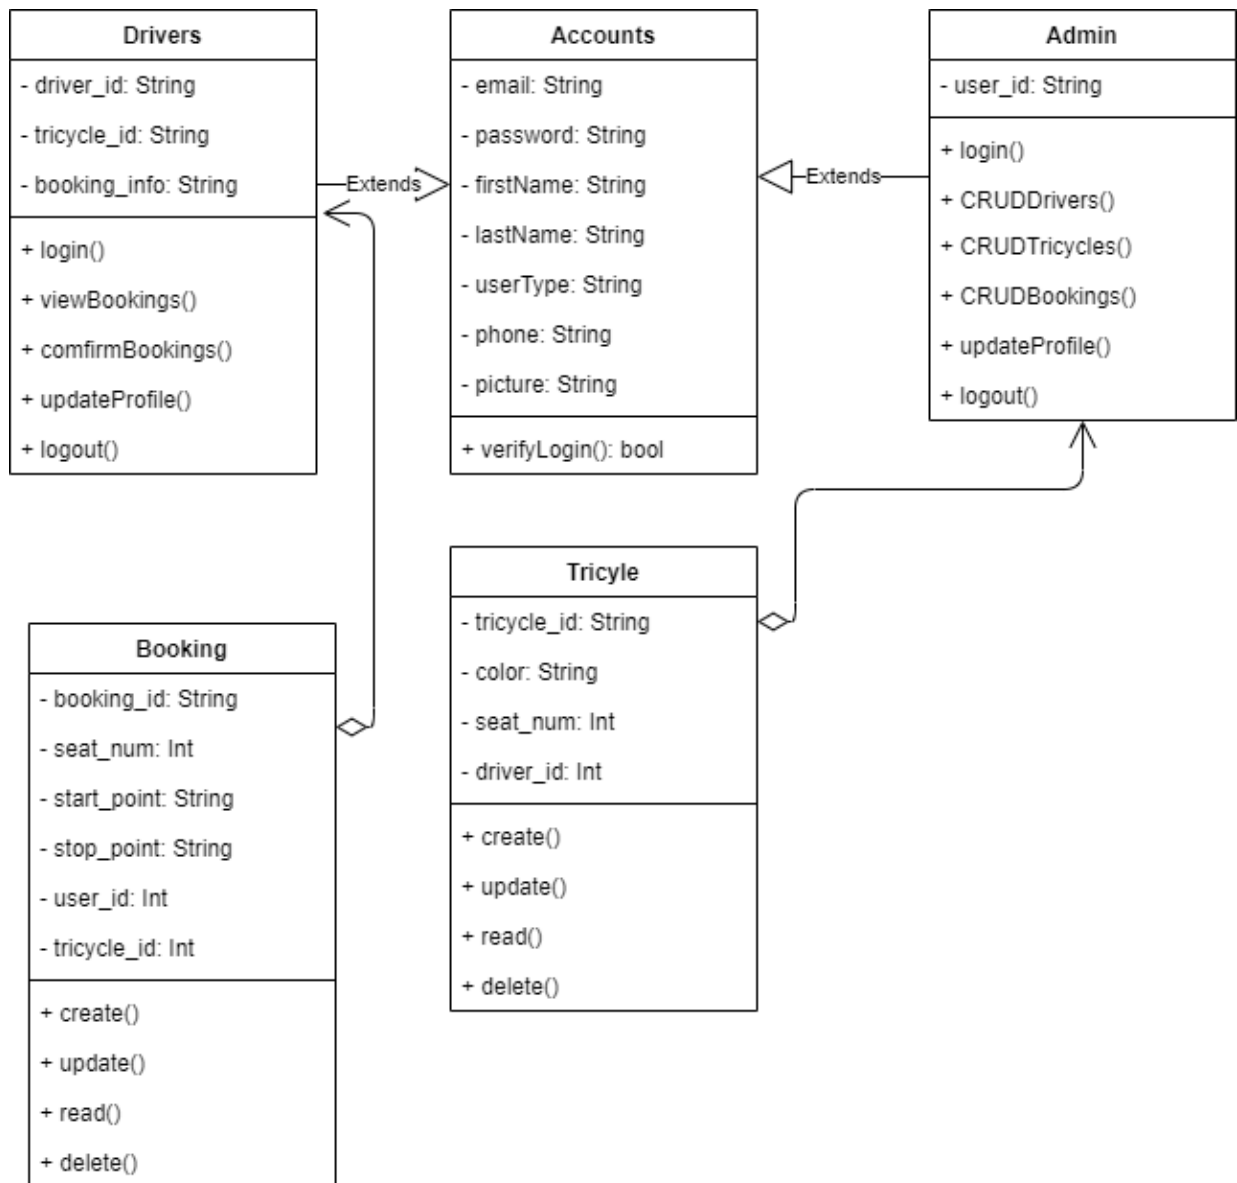 Drivers
- driver_id: String
- tricycle_id: String
- booking_info: String
+ login()
+ viewBookings()
+ comfirmBookings()
+ updateProfile()
+ logout()
Extends
Accounts
- email: String
- password: String
- firstName: String
- lastName: String
- userType: String
- phone: String
- picture: String
+ verifyLogin(): bool
Extends
Admin
- user_id: String
+ login()
+ CRUDDrivers()
+ CRUDTricycles()
+ CRUDBookings()
+ updateProfile()
+ logout()
Booking
- booking_id: String
- seat_num: Int
- start_point: String
- stop_point: String
- user_id: Int
- tricycle_id: Int
+ create()
+ update()
+ read()
+ delete()
Tricyle
- tricycle_id: String
- color: String
- seat_num: Int
- driver_id: Int
+ create()
+ update()
+ read()
+ delete()